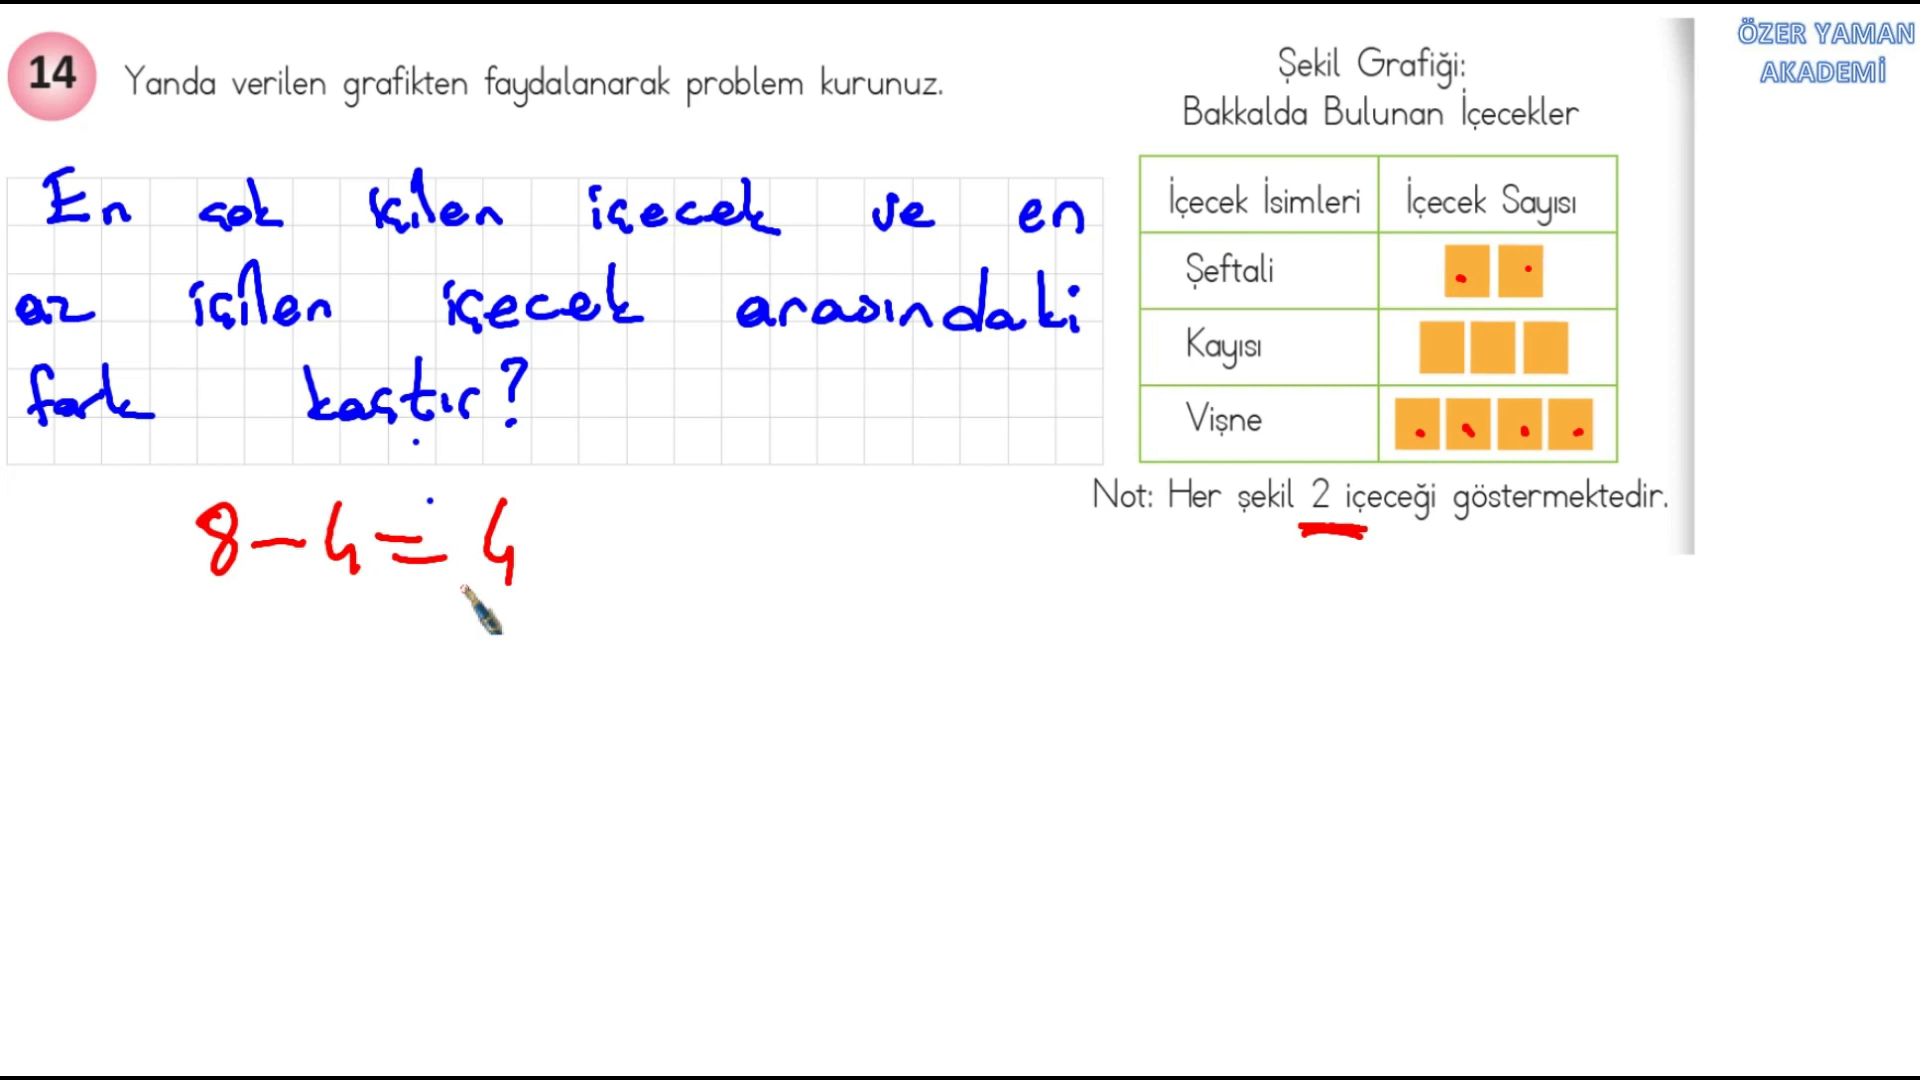 14 Yanda verilen grafikten faydalanarak problem kurunuz.
En çok içilen içecek ve en
az içilen içecek arasındaki
fark kaçtır?
8-4=4
Şekil Grafiği:
Bakkalda Bulunan İçecekler
İçecek İsimleri İçecek Sayısı
Şeftali
Kayısı
Vişne
Not: Her şekil 2 içeceği göstermektedir.
ÖZER YAMAN
AKADEMİ